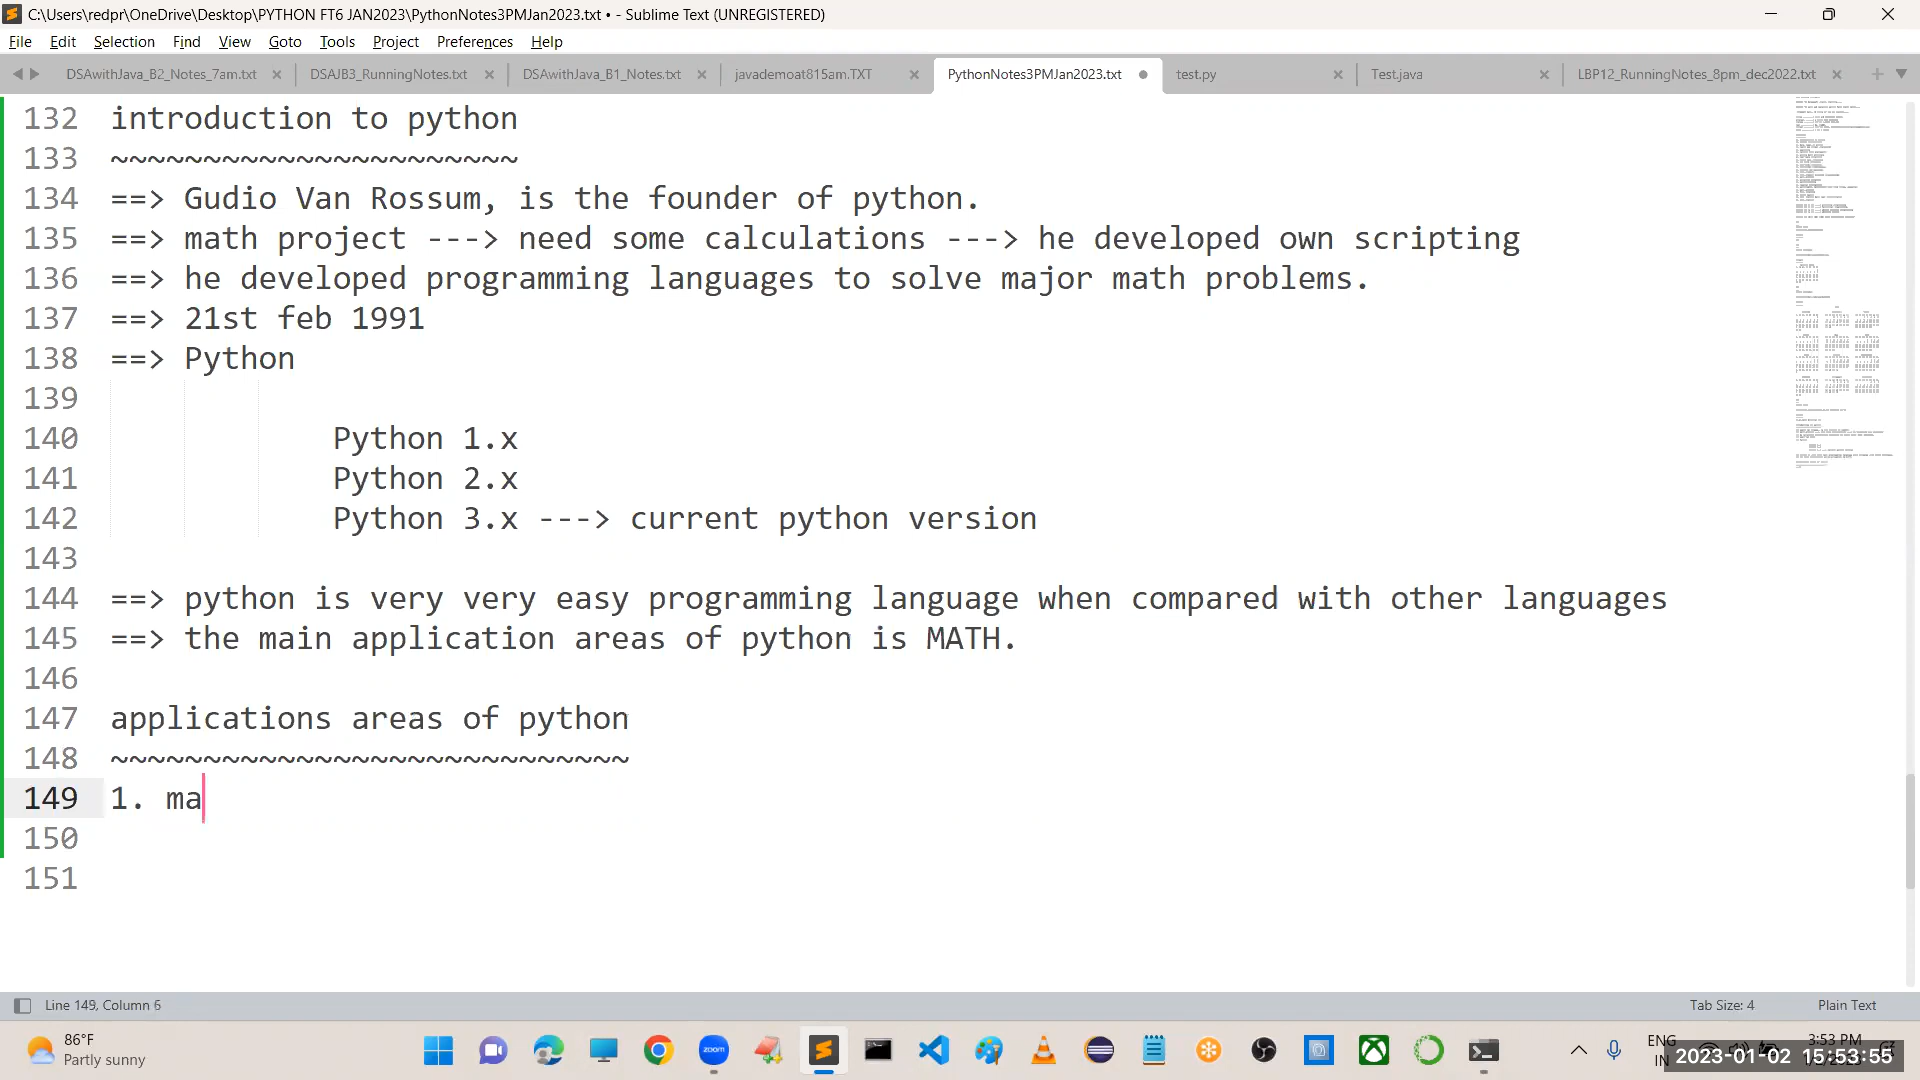 C:\Users\redpr\OneDrive\Desktop\PYTHON FT6 JAN2023\PythonNotes3PMJan2023.txt • - Sublime Text (UNREGISTERED)
File Edit Selection Find View Goto Tools Project Preferences Help
DSAwithJava_B2_Notes_7am.txt DSAJB3_RunningNotes.txt DSAwithJava_B1_Notes.txt javademoat815am.TXT PythonNotes3PMJan2023.txt test.py Test.java LBP12_RunningNotes_8pm_dec2022.txt
132 introduction to python
133 ~~~~~~~~~~~~~~~~~~~~~~
134 ==> Gudio Van Rossum, is the founder of python.
135 ==> math project ---> need some calculations ---> he developed own scripting
136 ==> he developed programming languages to solve major math problems.
137 ==> 21st feb 1991
138 ==> Python
139
140 Python 1.x
141 Python 2.x
142 Python 3.x ---> current python version
143
144 ==> python is very very easy programming language when compared with other languages
145 ==> the main application areas of python is MATH.
146
147 applications areas of python
148 ~~~~~~~~~~~~~~~~~~~~~~~~~~~~
149 1. ma
150
151
Line 149, Column 6 Tab Size: 4 Plain Text
86°F
Partly sunny
zoom
ENG
IN
3:53 PM
2023-01-02 15:53:55